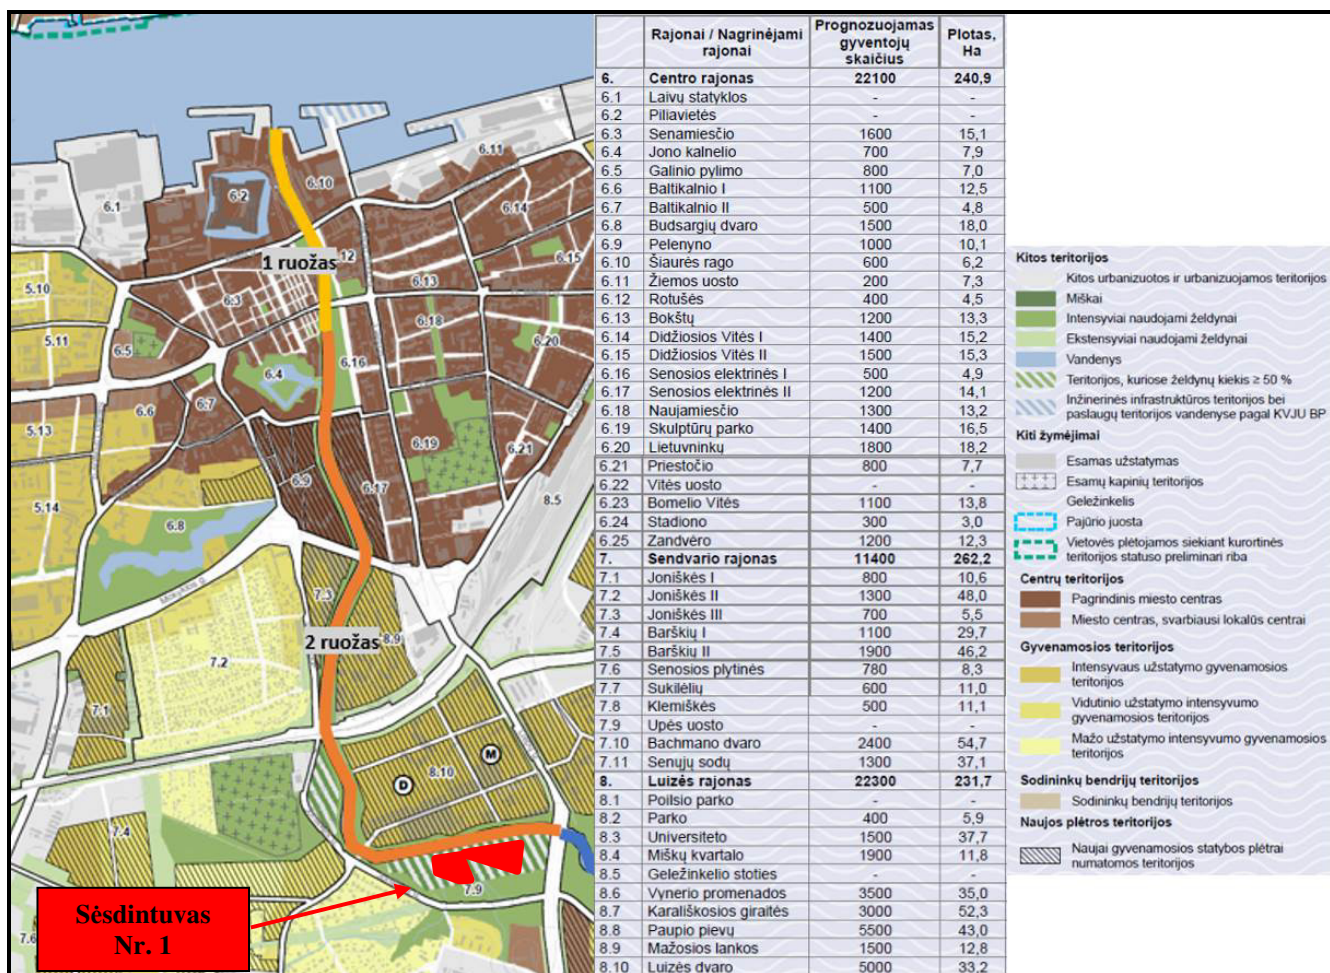 6.1
6.2
6.10
6.11
6.14
6.15
6.12
1 ruožas
6.3
6.13
6.18
6.20
5.10
5.11
6.5
6.16
6.4
6.7
6.6
5.13
6.9
6.17
6.19
6.21
8.5
5.14
6.8
Mokyklos g.
7.3
2 ruožas
8.9
7.2
7.1
8.10
M
D
7.4
7.9
7.6
Sėsdintuvas
Nr. 1
Rajonai / Nagrinėjami rajonai Prognozuojamas gyventojų skaičius Plotas, Ha
6. Centro rajonas 22100 240,9
6.1 Laivų statyklos - -
6.2 Piliavietės - -
6.3 Senamiesčio 1600 15,1
6.4 Jono kalnelio 700 7,9
6.5 Galinio pylimo 800 7,0
6.6 Baltikalnio I 1100 12,5
6.7 Baltikalnio II 500 4,8
6.8 Budsargių dvaro 1500 18,0
6.9 Pelenyno 1000 10,1
6.10 Šiaurės rago 600 6,2
6.11 Žiemos uosto 200 7,3
6.12 Rotušės 400 4,5
6.13 Bokštų 1200 13,3
6.14 Didžiosios Vitės I 1400 15,2
6.15 Didžiosios Vitės II 1500 15,3
6.16 Senosios elektrinės I 500 4,9
6.17 Senosios elektrinės II 1200 14,1
6.18 Naujamiesčio 1300 13,2
6.19 Skulptūrų parko 1400 16,5
6.20 Lietuvninkų 1800 18,2
6.21 Priestočio 800 7,7
6.22 Vitės uosto - -
6.23 Bomelio Vitės 1100 13,8
6.24 Stadiono 300 3,0
6.25 Zandvėro 1200 12,3
7. Sendvario rajonas 11400 262,2
7.1 Joniškės I 800 10,6
7.2 Joniškės II 1300 48,0
7.3 Joniškės III 700 5,5
7.4 Barškių I 1100 29,7
7.5 Barškių II 1900 46,2
7.6 Senosios plytinės 780 8,3
7.7 Sukilėlių 600 11,0
7.8 Klemiškės 500 11,1
7.9 Upės uosto - -
7.10 Bachmano dvaro 2400 54,7
7.11 Senųjų sodų 1300 37,1
8. Luizės rajonas 22300 231,7
8.1 Poilsio parko - -
8.2 Parko 400 5,9
8.3 Universiteto 1500 37,7
8.4 Miškų kvartalo 1900 11,8
8.5 Geležinkelio stoties - -
8.6 Vynerio promenados 3500 35,0
8.7 Karališkosios giraitės 3000 52,3
8.8 Paupio pievų 5500 43,0
8.9 Mažosios lankos 1500 12,8
8.10 Luizės dvaro 5000 33,2
Kitos teritorijos
Kitos urbanizuotos ir urbanizuojamos teritorijos
Miškai
Intensyviai naudojami želdynai
Ekstensyviai naudojami želdynai
Vandenys
Teritorijos, kuriose želdynų kiekis ≥ 50 %
Inžinerinės infrastruktūros teritorijos bei
paslaugų teritorijos vandenyse pagal KVJU BP
Kiti žymėjimai
Esamas užstatymas
Esamų kapinių teritorijos
Geležinkelis
Pajūrio juosta
Vietovės plėtojamos siekiant kurortinės
teritorijos statuso preliminari riba
Centrų teritorijos
Pagrindinis miesto centras
Miesto centras, svarbiausi lokalūs centrai
Gyvenamosios teritorijos
Intensyvaus užstatymo gyvenamosios
teritorijos
Vidutinio užstatymo intensyvumo
gyvenamosios teritorijos
Mažo užstatymo intensyvumo gyvenamosios
teritorijos
Sodininkų bendrijų teritorijos
Sodininkų bendrijų teritorijos
Naujos plėtros teritorijos
Naujai gyvenamosios statybos plėtrai
numatomos teritorijos